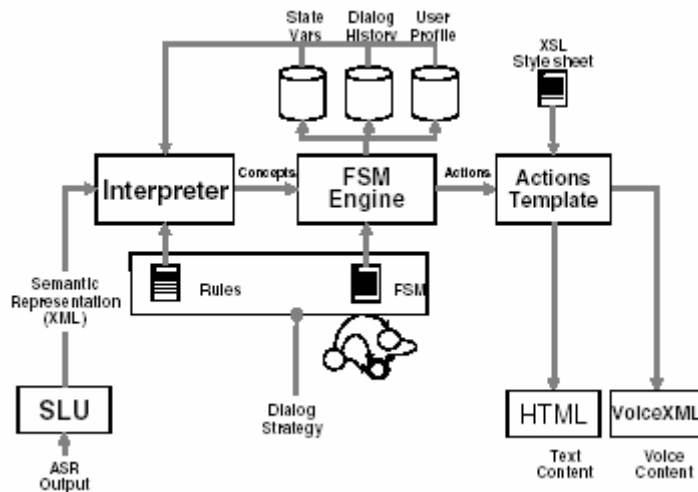 State
Vars
Dialog
History
User
Profile
XSL
Style sheet
Interpreter
Concepts
FSM
Engine
Actions
Actions
Template
Rules
FSM
Semantic
Representation
(XML)
SLU
ASR
Output
Dialog
Strategy
HTML
VoiceXML
Text
Content
Voice
Content